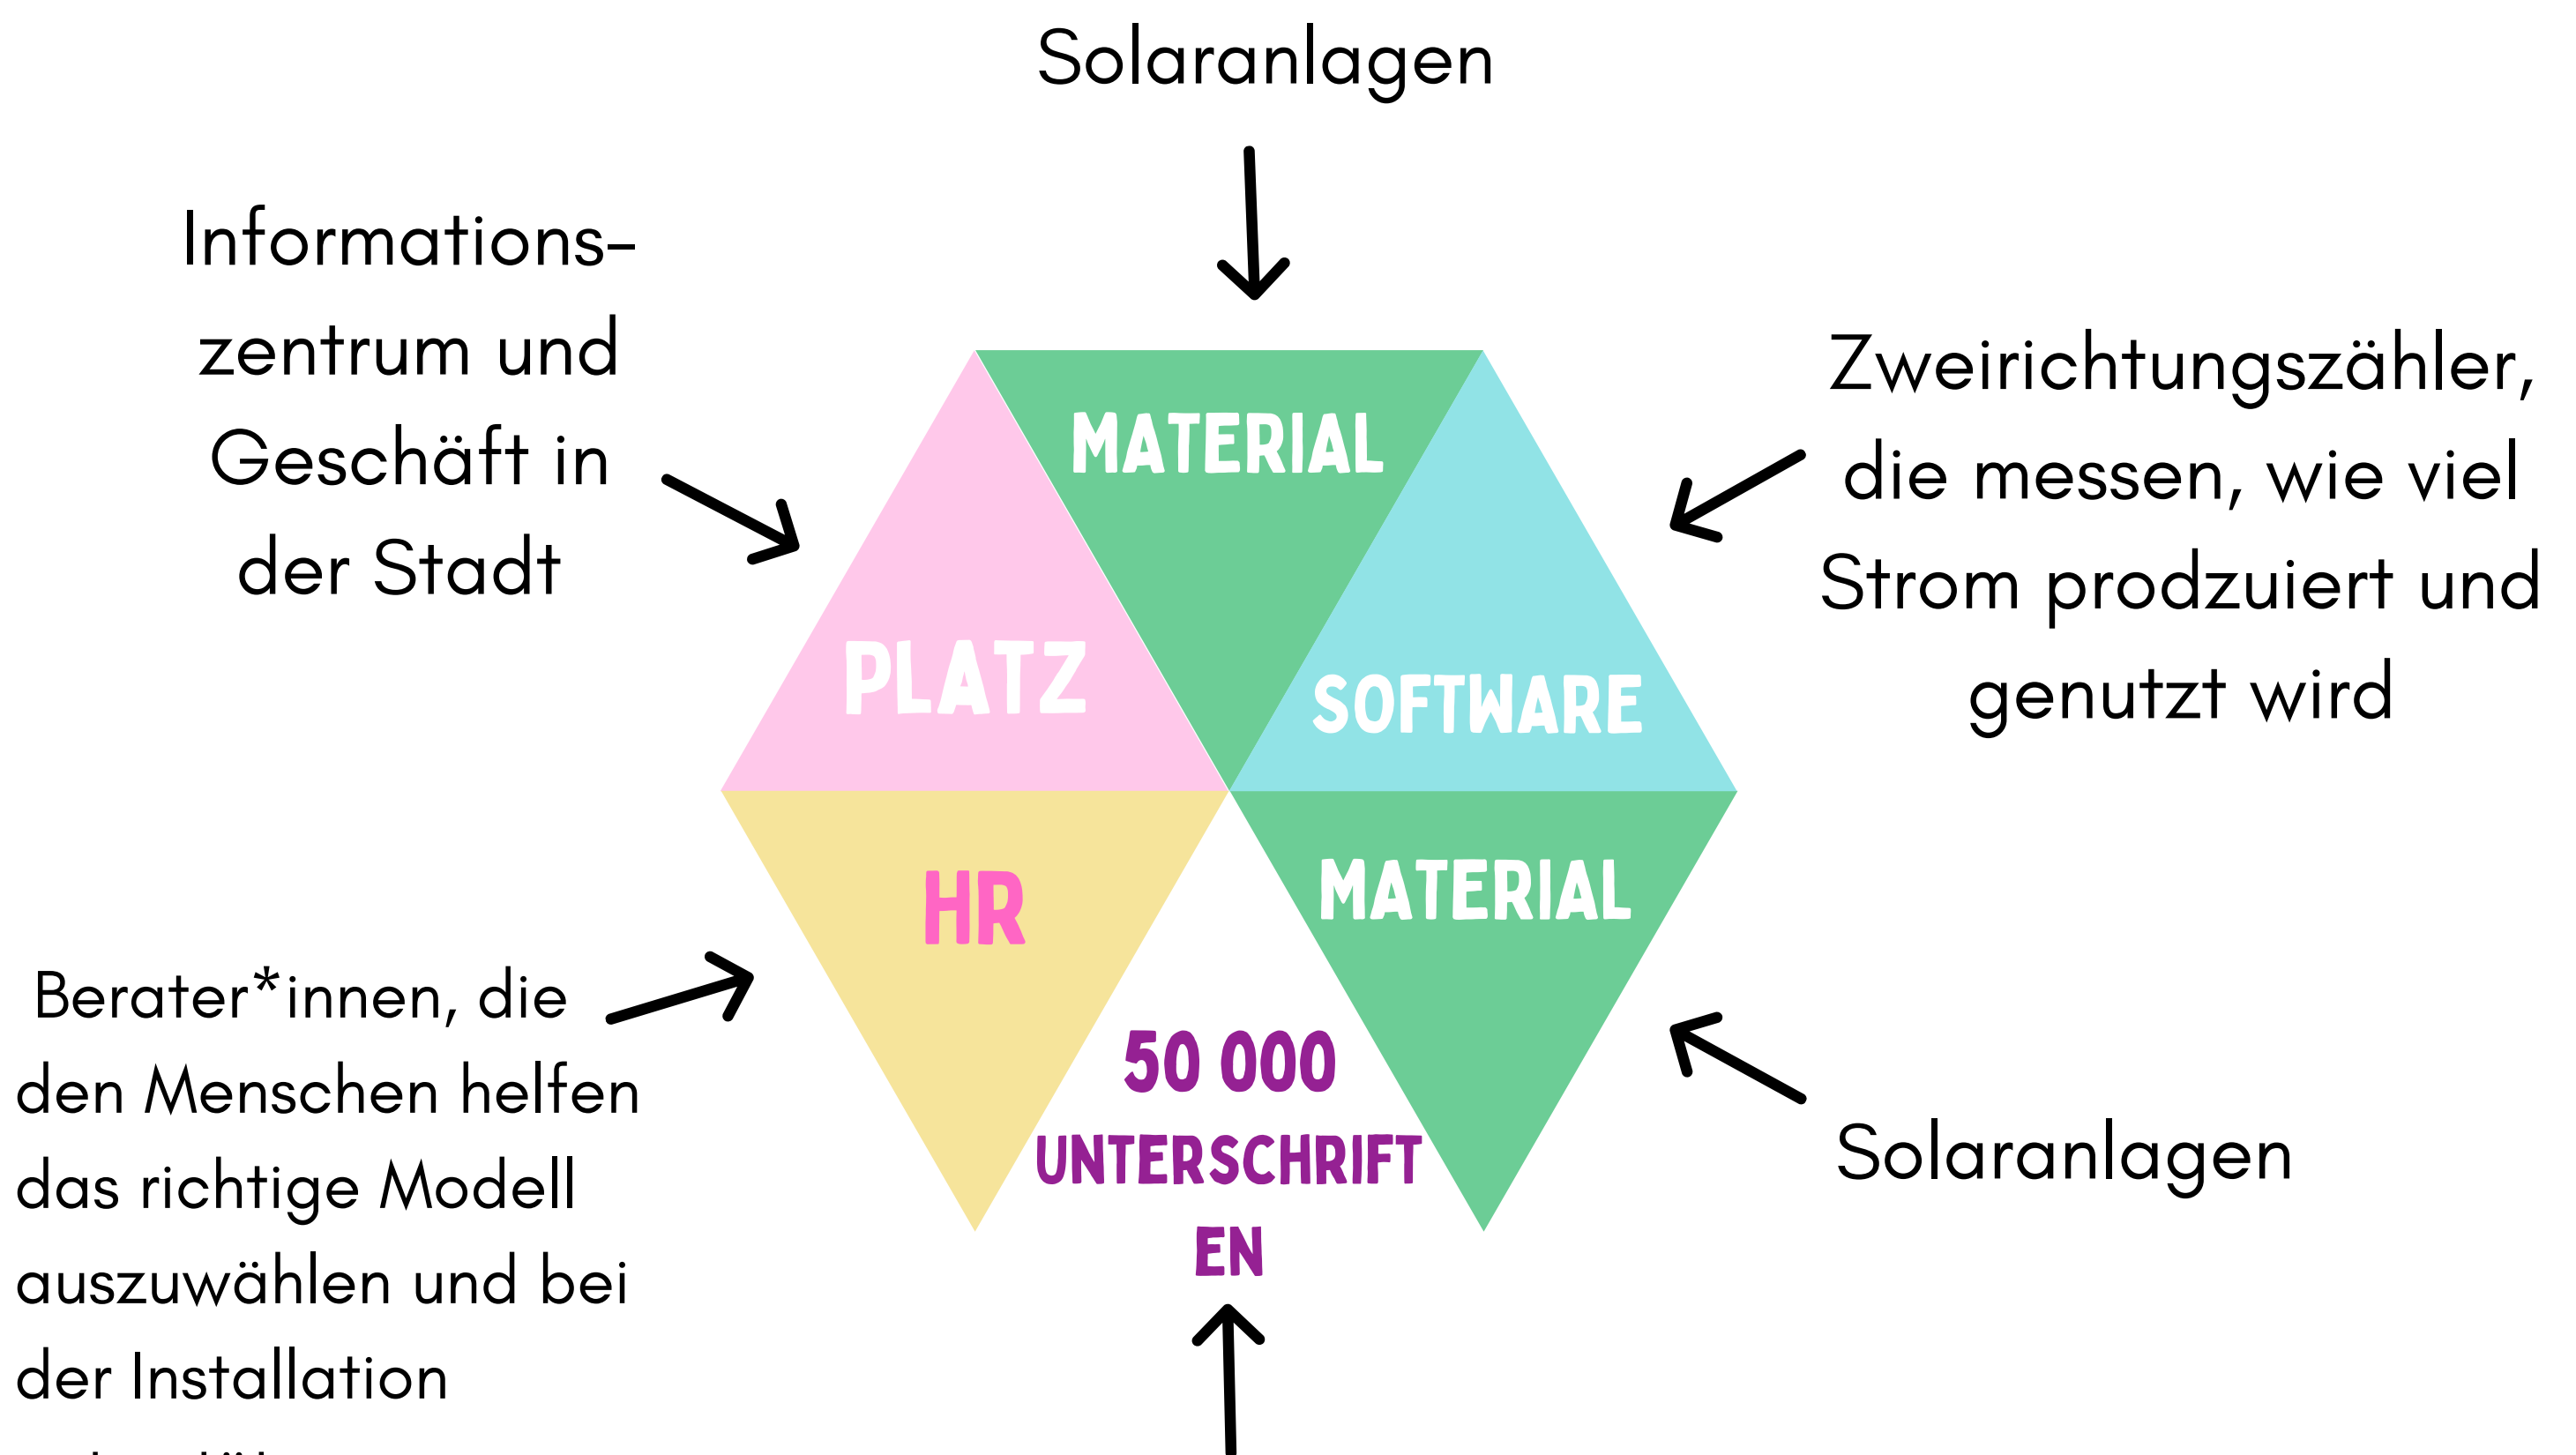 Solaranlagen
Informations-
zentrum und
Geschäft in
der Stadt
Zweirichtungszähler,
die messen, wie viel
Strom prodzuiert und
genutzt wird
MATERIAL
PLATZ
SOFTWARE
HR
MATERIAL
Berater*innen, die
den Menschen helfen
das richtige Modell
auszuwählen und bei
der Installation
50 000
UNTERSCHRIFT
EN
Solaranlagen